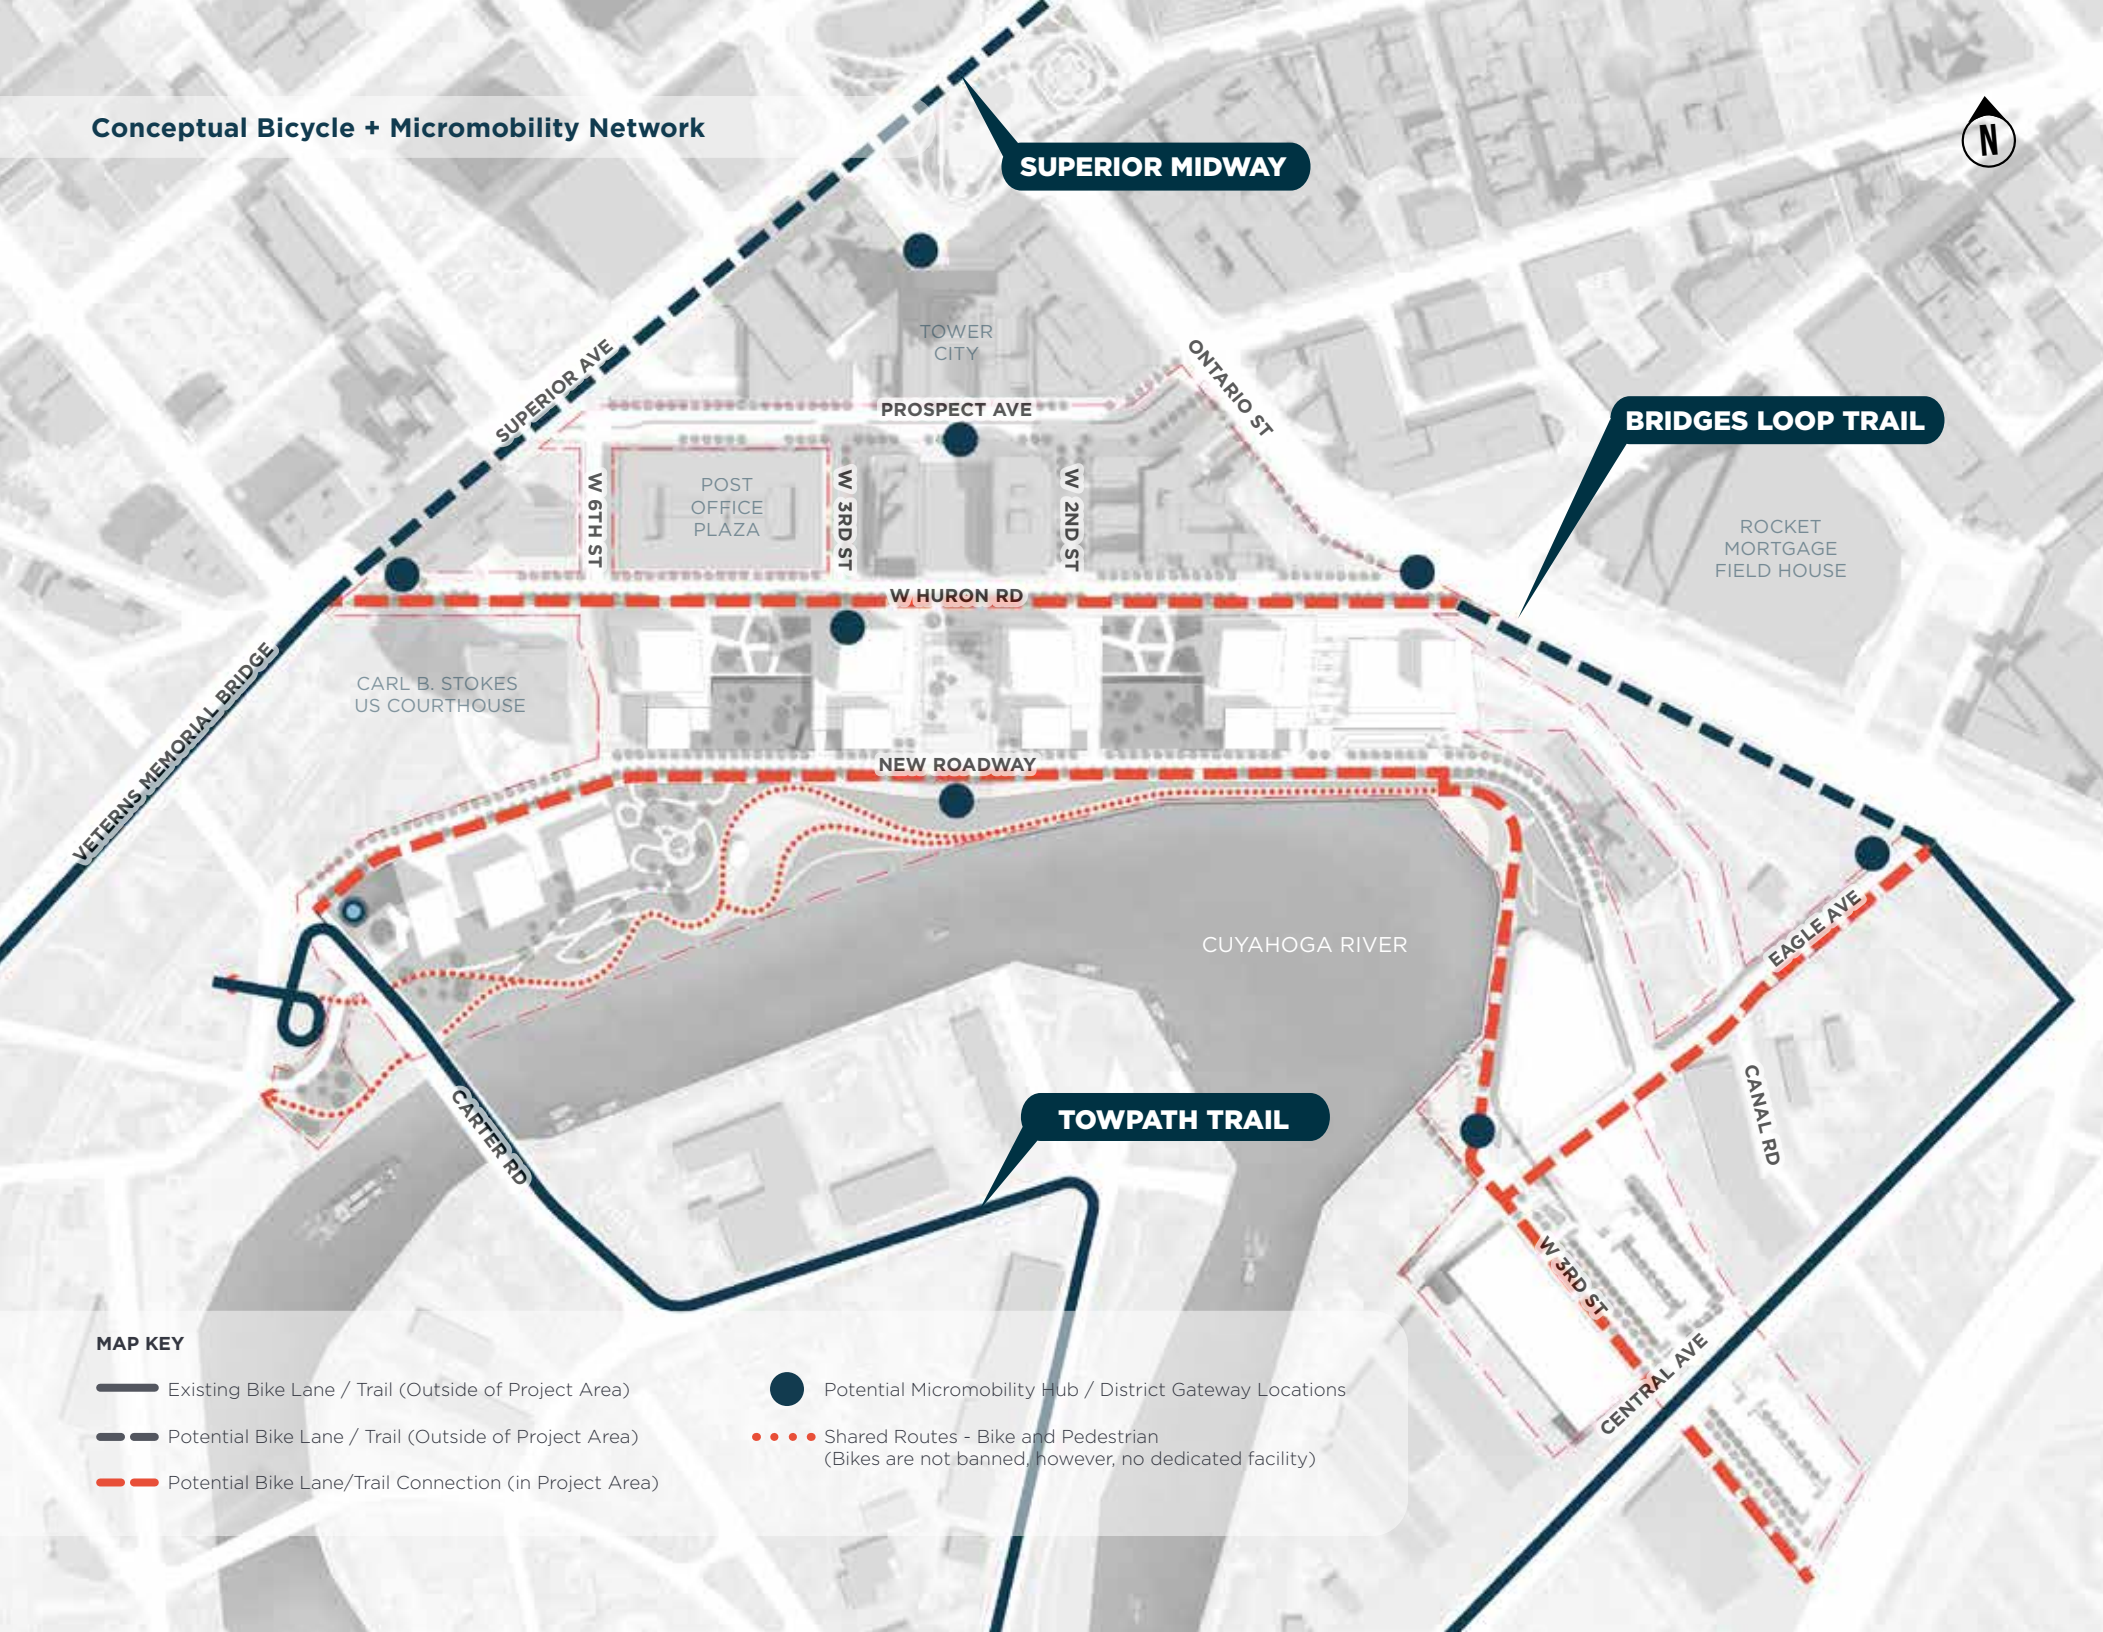 Conceptual Bicycle + Micromobility Network
N
SUPERIOR MIDWAY
TOWER
CITY
SUPERIOR AVE
PROSPECT AVE
ONTARIO ST
BRIDGES LOOP TRAIL
W 6TH ST
POST
OFFICE
PLAZA
W 3RD ST
W 2ND ST
ROCKET
MORTGAGE
FIELD HOUSE
W HURON RD
CARL B. STOKES
US COURTHOUSE
VETERNS MEMORIAL BRIDGE
NEW ROADWAY
CUYAHOGA RIVER
EAGLE AVE
CANAL RD
CARTER RD
TOWPATH TRAIL
W 3RD ST
CENTRAL AVE
MAP KEY
Existing Bike Lane / Trail (Outside of Project Area)
Potential Bike Lane / Trail (Outside of Project Area)
Potential Bike Lane/Trail Connection (in Project Area)
Potential Micromobility Hub / District Gateway Locations
Shared Routes - Bike and Pedestrian
(Bikes are not banned, however, no dedicated facility)